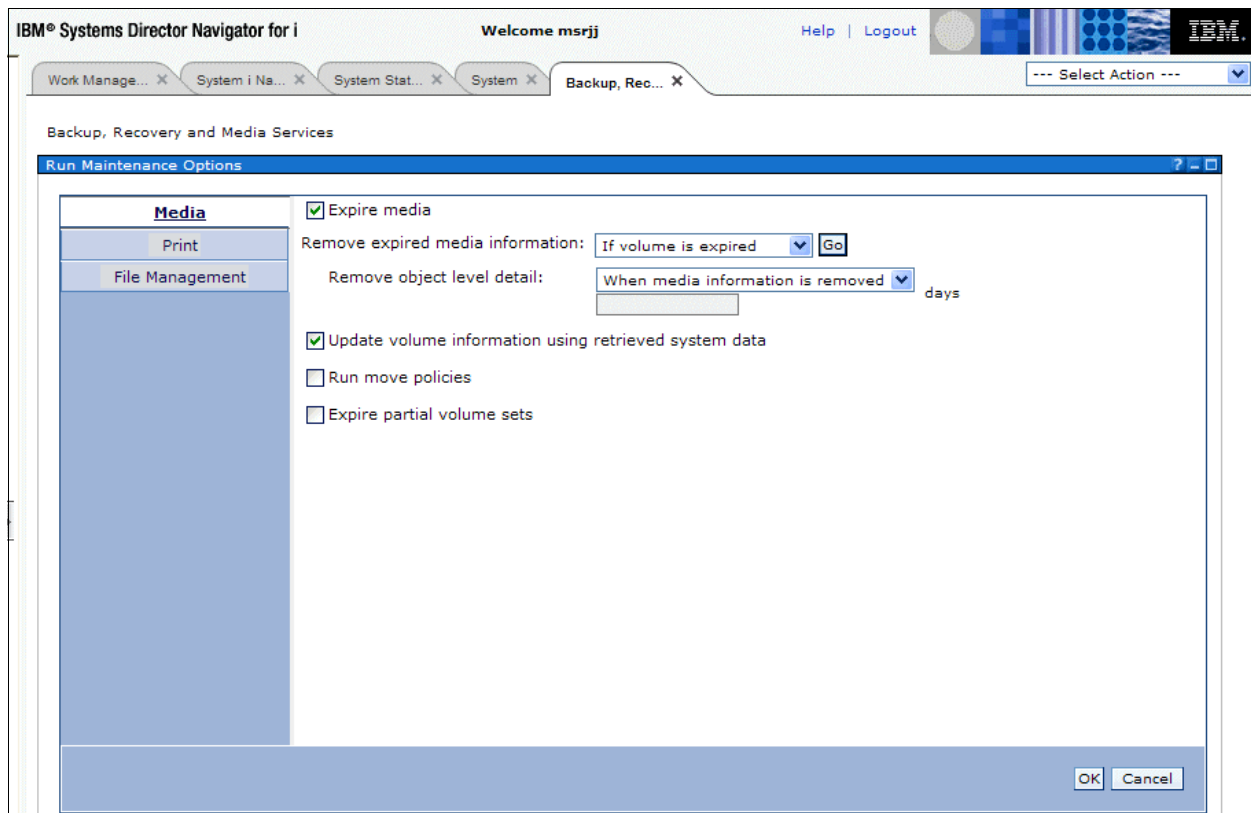 IBM® Systems Director Navigator for i Welcome msrjj Help | Logout IBM.
Work Manage... X System i Na... X System Stat... X System X Backup, Rec... X --- Select Action ---
Backup, Recovery and Media Services
Run Maintenance Options ?
Media
Print
File Management
Expire media
Remove expired media information: If volume is expired Go
Remove object level detail: When media information is removed
days
Update volume information using retrieved system data
Run move policies
Expire partial volume sets
OK Cancel